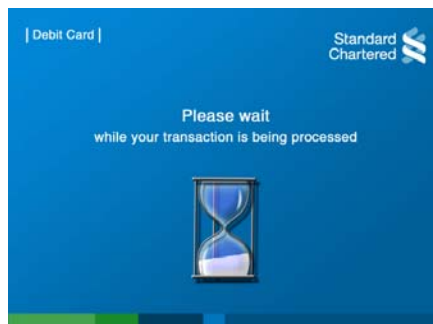 | Debit Card |
Standard
Chartered
Please wait
while your transaction is being processed